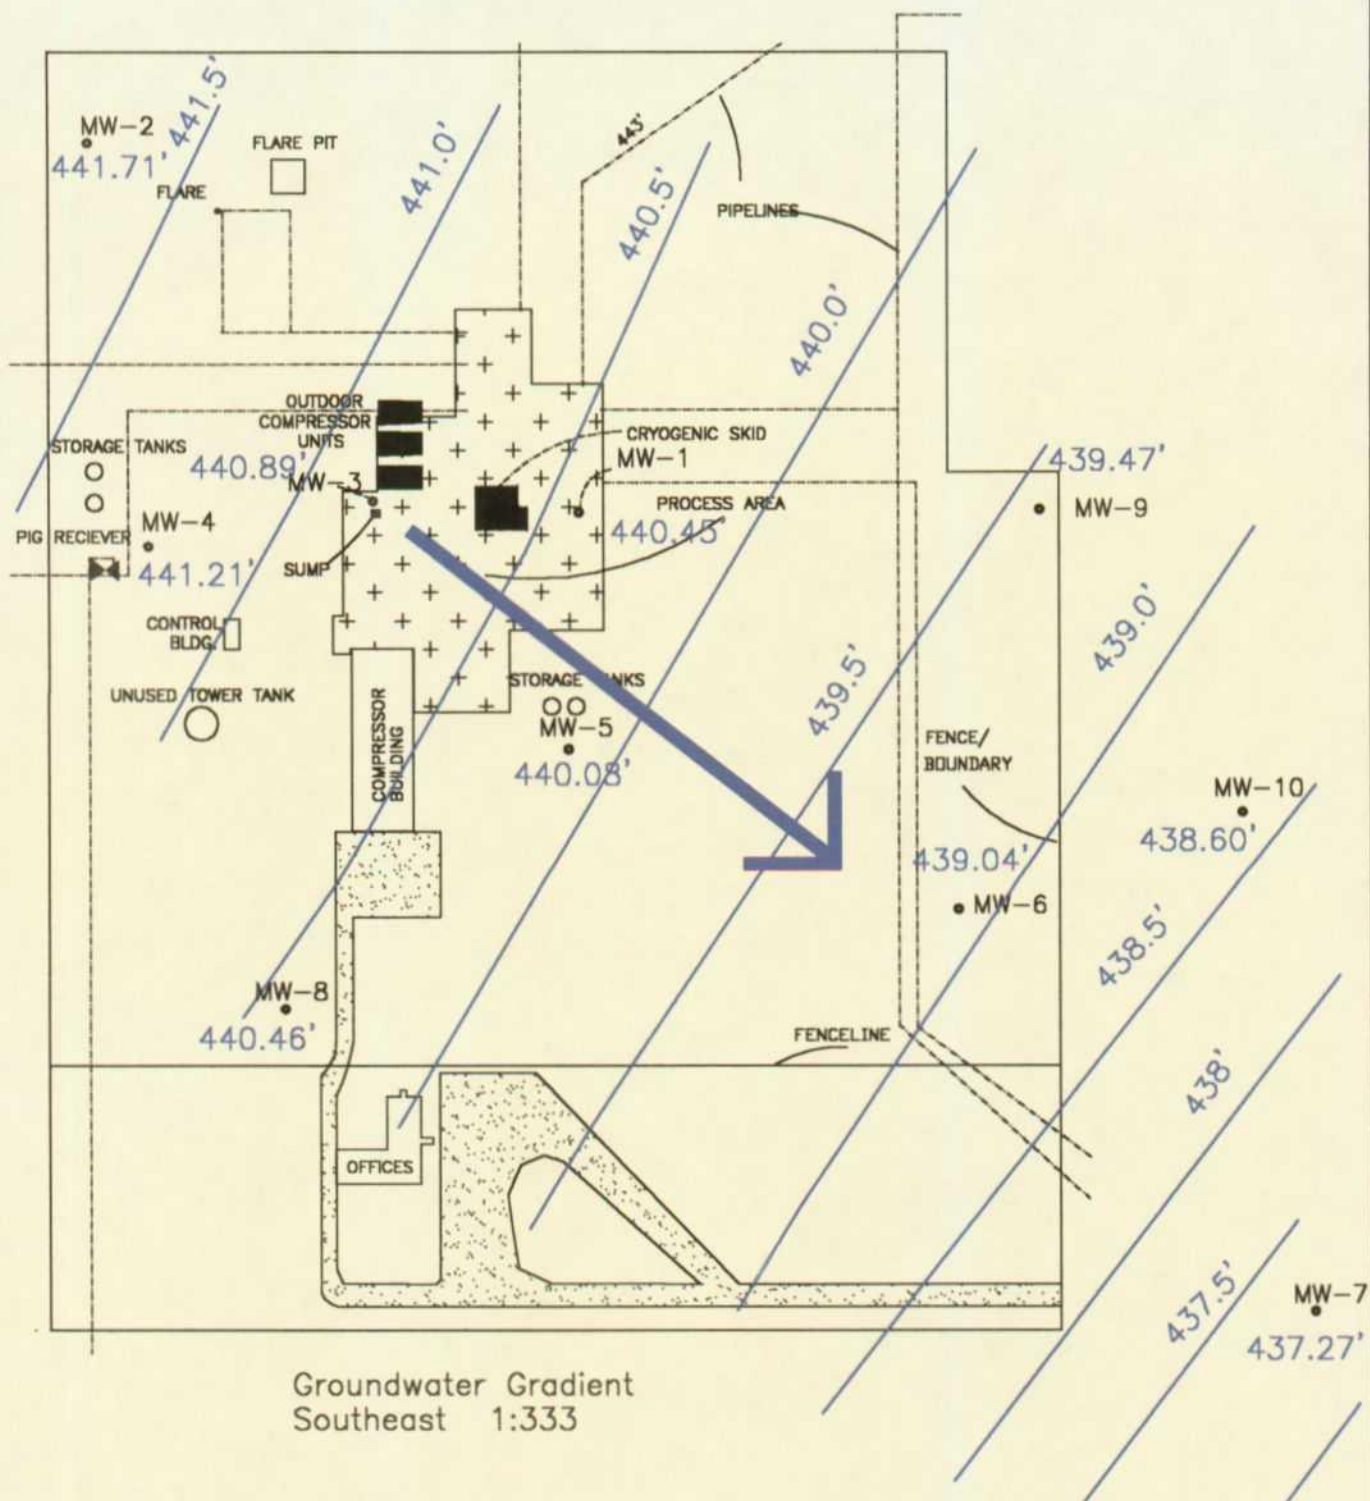 MW-2
441.71'
441.5'
FLARE PIT
FLARE
441.0'
443'
440.5'
PIPELINES
440.0'
OUTDOOR
COMPRESSOR
UNITS
STORAGE TANKS
440.89'
MW-3
CRYOGENIC SKID
MW-1
439.47'
PROCESS AREA
MW-9
PIG RECIEVER
MW-4
440.45'
441.21'
SUMP
CONTROL
BLDG.
439.0'
UNUSED TOWER TANK
STORAGE TANKS
439.5'
COMPRESSOR
BUILDING
MW-5
440.08'
FENCE/
BOUNDARY
MW-10
438.60'
439.04'
MW-6
438.5'
MW-8
440.46'
FENCELINE
438'
OFFICES
437.5'
MW-7
437.27'
Groundwater Gradient
Southeast 1:333